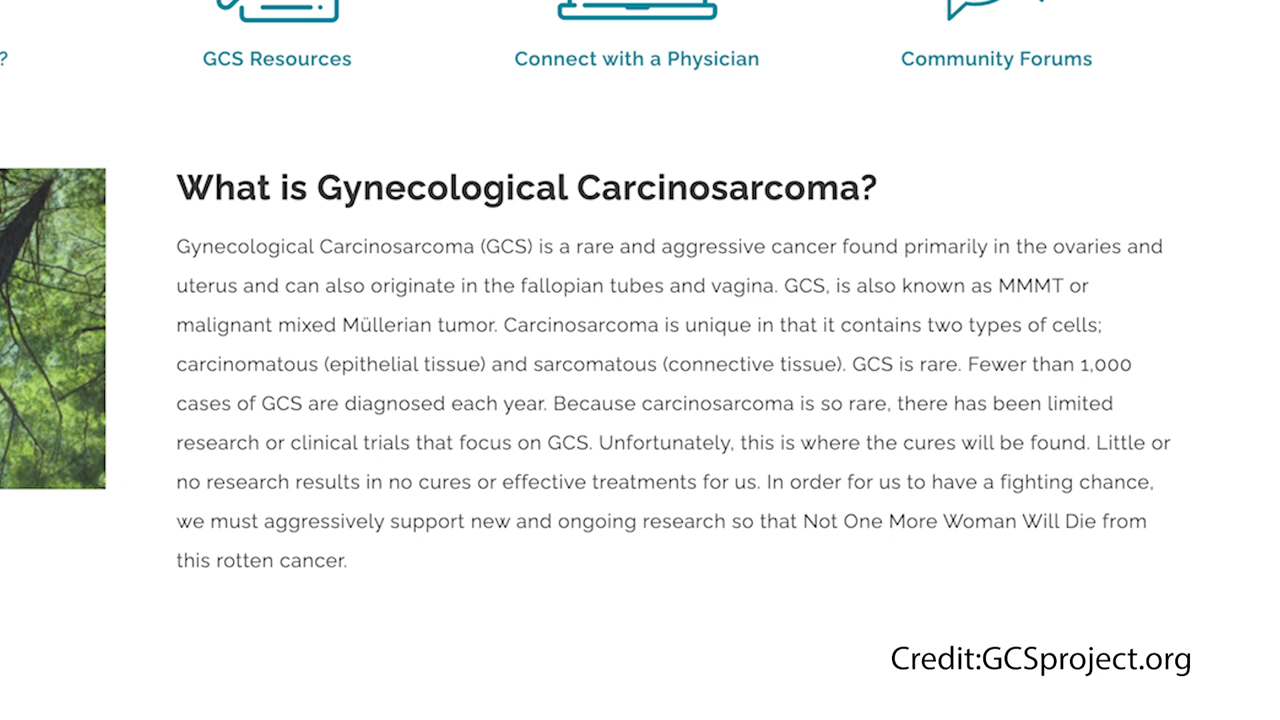 ?
GCS Resources
Connect with a Physician
Community Forums
What is Gynecological Carcinosarcoma?
Gynecological Carcinosarcoma (GCS) is a rare and aggressive cancer found primarily in the ovaries and
uterus and can also originate in the fallopian tubes and vagina. GCS, is also known as MMMT or
malignant mixed Müllerian tumor. Carcinosarcoma is unique in that it contains two types of cells;
carcinomatous (epithelial tissue) and sarcomatous (connective tissue). GCS is rare. Fewer than 1,000
cases of GCS are diagnosed each year. Because carcinosarcoma is so rare, there has been limited
research or clinical trials that focus on GCS. Unfortunately, this is where the cures will be found. Little or
no research results in no cures or effective treatments for us. In order for us to have a fighting chance,
we must aggressively support new and ongoing research so that Not One More Woman Will Die from
this rotten cancer.
Credit:GCSproject.org